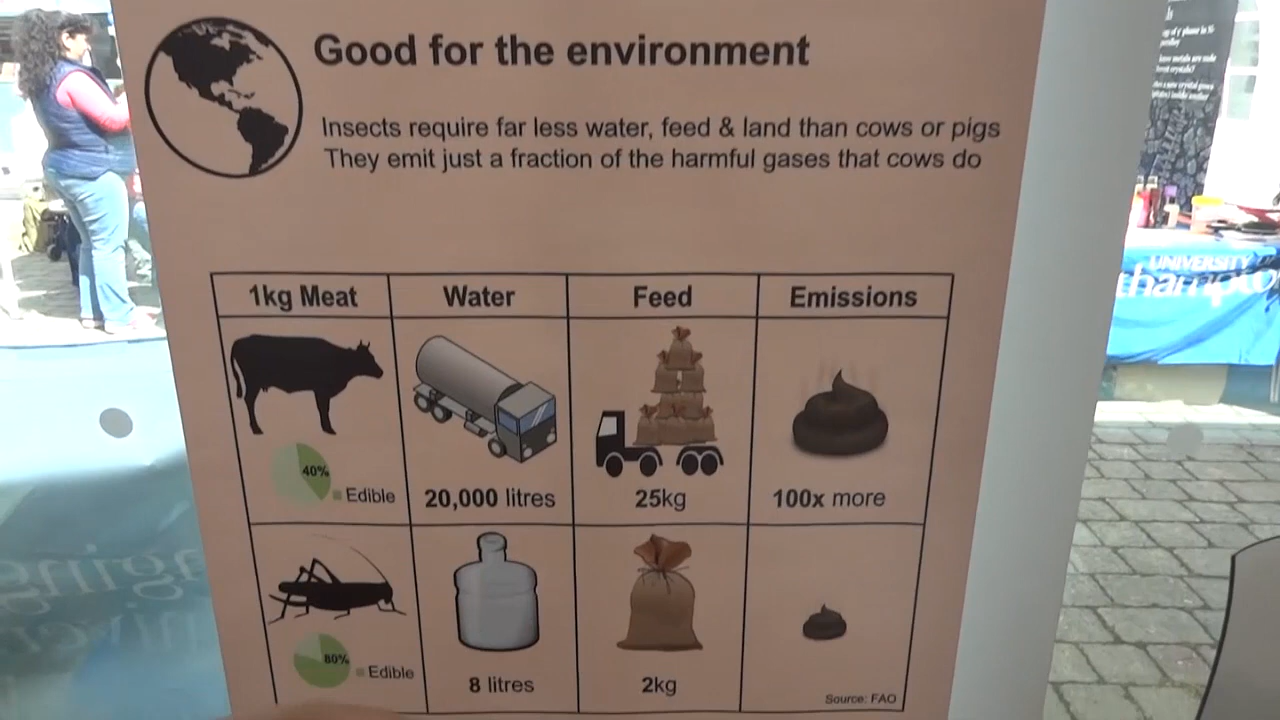 Good for the environment
Insects require far less water, feed & land than cows or pigs
They emit just a fraction of the harmful gases that cows do
1kg Meat Water Feed Emissions
40%
Edible
20,000 litres
25kg
100x more
80%
Edible
8 litres
2kg
Source: FAO
UNIVERSITY